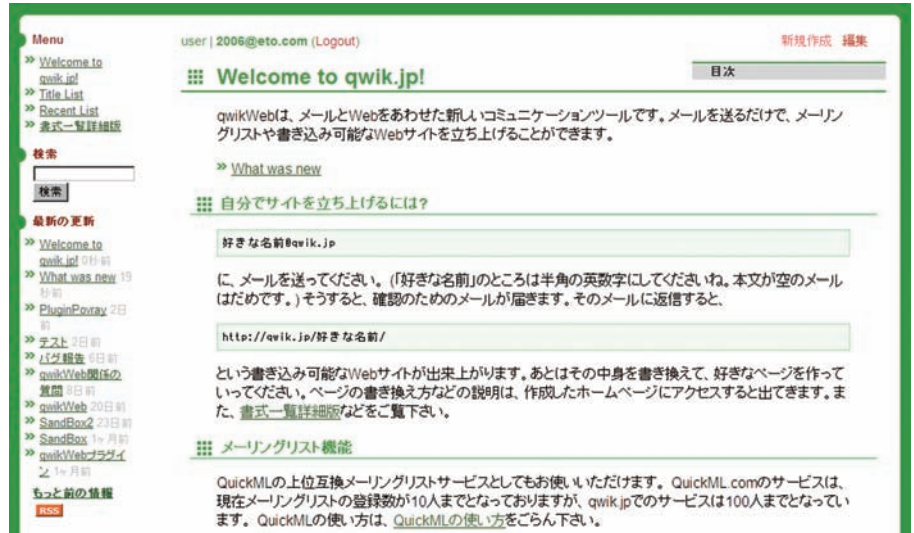 Menu
Welcome to
qwik.jp!
Title List
Recent List
書式一覧詳細版
検索
検索
最新の更新
Welcome to
qwik.jp! 0秒前
What was new 19
秒前
PluginPovray 2日
前
テスト 2日前
バグ報告 6日前
qwikWeb関係の
質問 8日前
qwikWeb 20日前
SandBox2 23日前
SandBox 1ヶ月前
qwikWebプラグイ
ン 1ヶ月前
もっと前の情報
RSS
user | 2006@eto.com (Logout)
新規作成 編集
Welcome to qwik.jp!
目次
qwikWebは、メールとWebをあわせた新しいコミュニケーションツールです。メールを送るだけで、メーリン
グリストや書き込み可能なWebサイトを立ち上げることができます。
What was new
自分でサイトを立ち上げるには?
好きな名前@qwik.jp
に、メールを送ってください。(「好きな名前」のところは半角の英数字にしてくださいね。本文が空のメール
はだめです。)そうすると、確認のためのメールが届きます。そのメールに返信すると、
http://qwik.jp/好きな名前/
という書き込み可能なWebサイトが出来上がります。あとはその中身を書き換えて、好きなページを作って
いってください。ページの書き換え方などの説明は、作成したホームページにアクセスすると出てきます。ま
た、書式一覧詳細版などをご覧下さい。
メーリングリスト機能
QuickMLの上位互換メーリングリストサービスとしてもお使いいただけます。 QuickML.comのサービスは、
現在メーリングリストの登録数が10人までとなっておりますが、qwik.jpでのサービスは100人までとなってい
ます。 QuickMLの使い方は、QuickMLの使い方をごらん下さい。